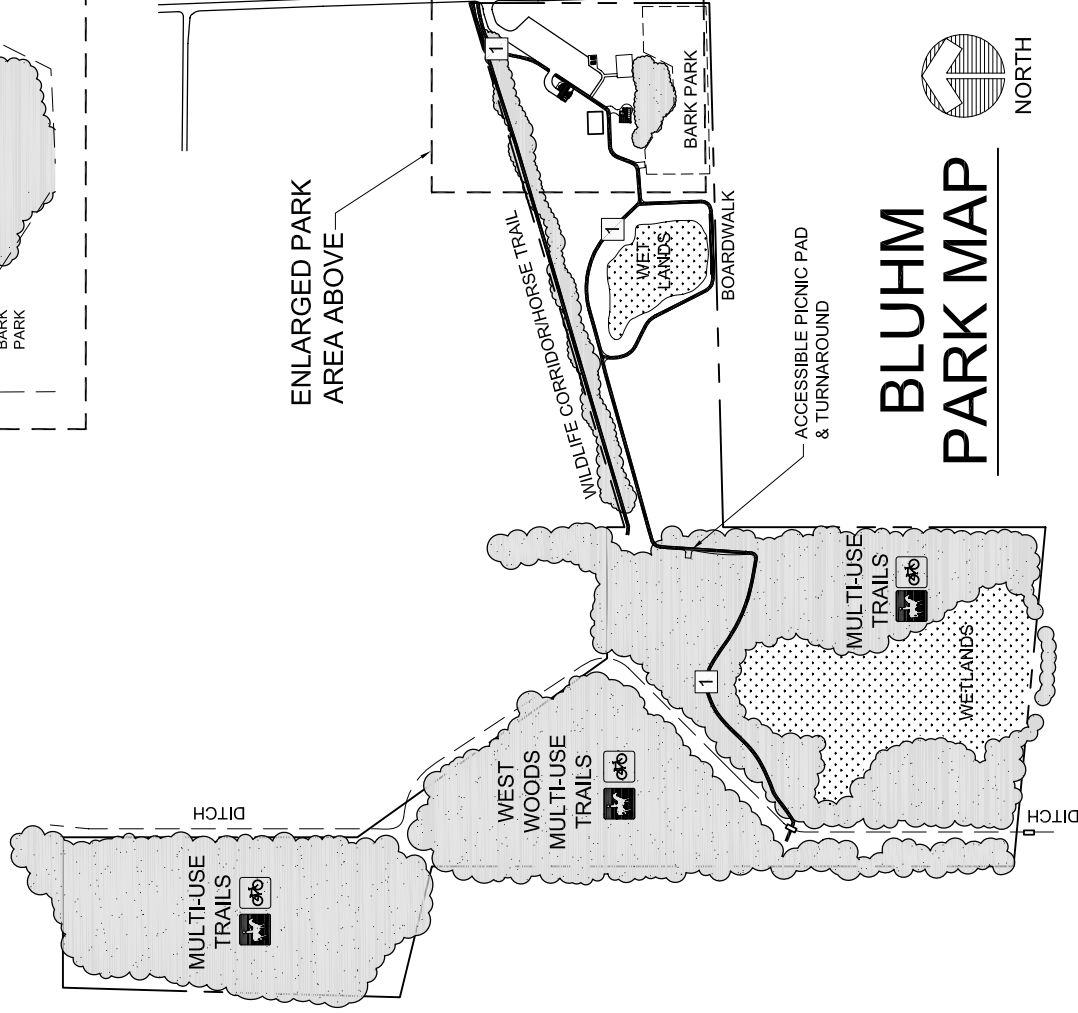 BARK
PARK
ENLARGED PARK
AREA ABOVE
WILDLIFE CORRIDOR/HORSE TRAIL
1
BARK PARK
1
WET
LANDS
BOARDWALK
ACCESSIBLE PICNIC PAD
& TURNAROUND
NORTH
BLUHM
PARK MAP
MULTI-USE
TRAILS
WETLANDS
1
WEST
WOODS
MULTI-USE
TRAILS
DITCH
MULTI-USE
TRAILS
DITCH